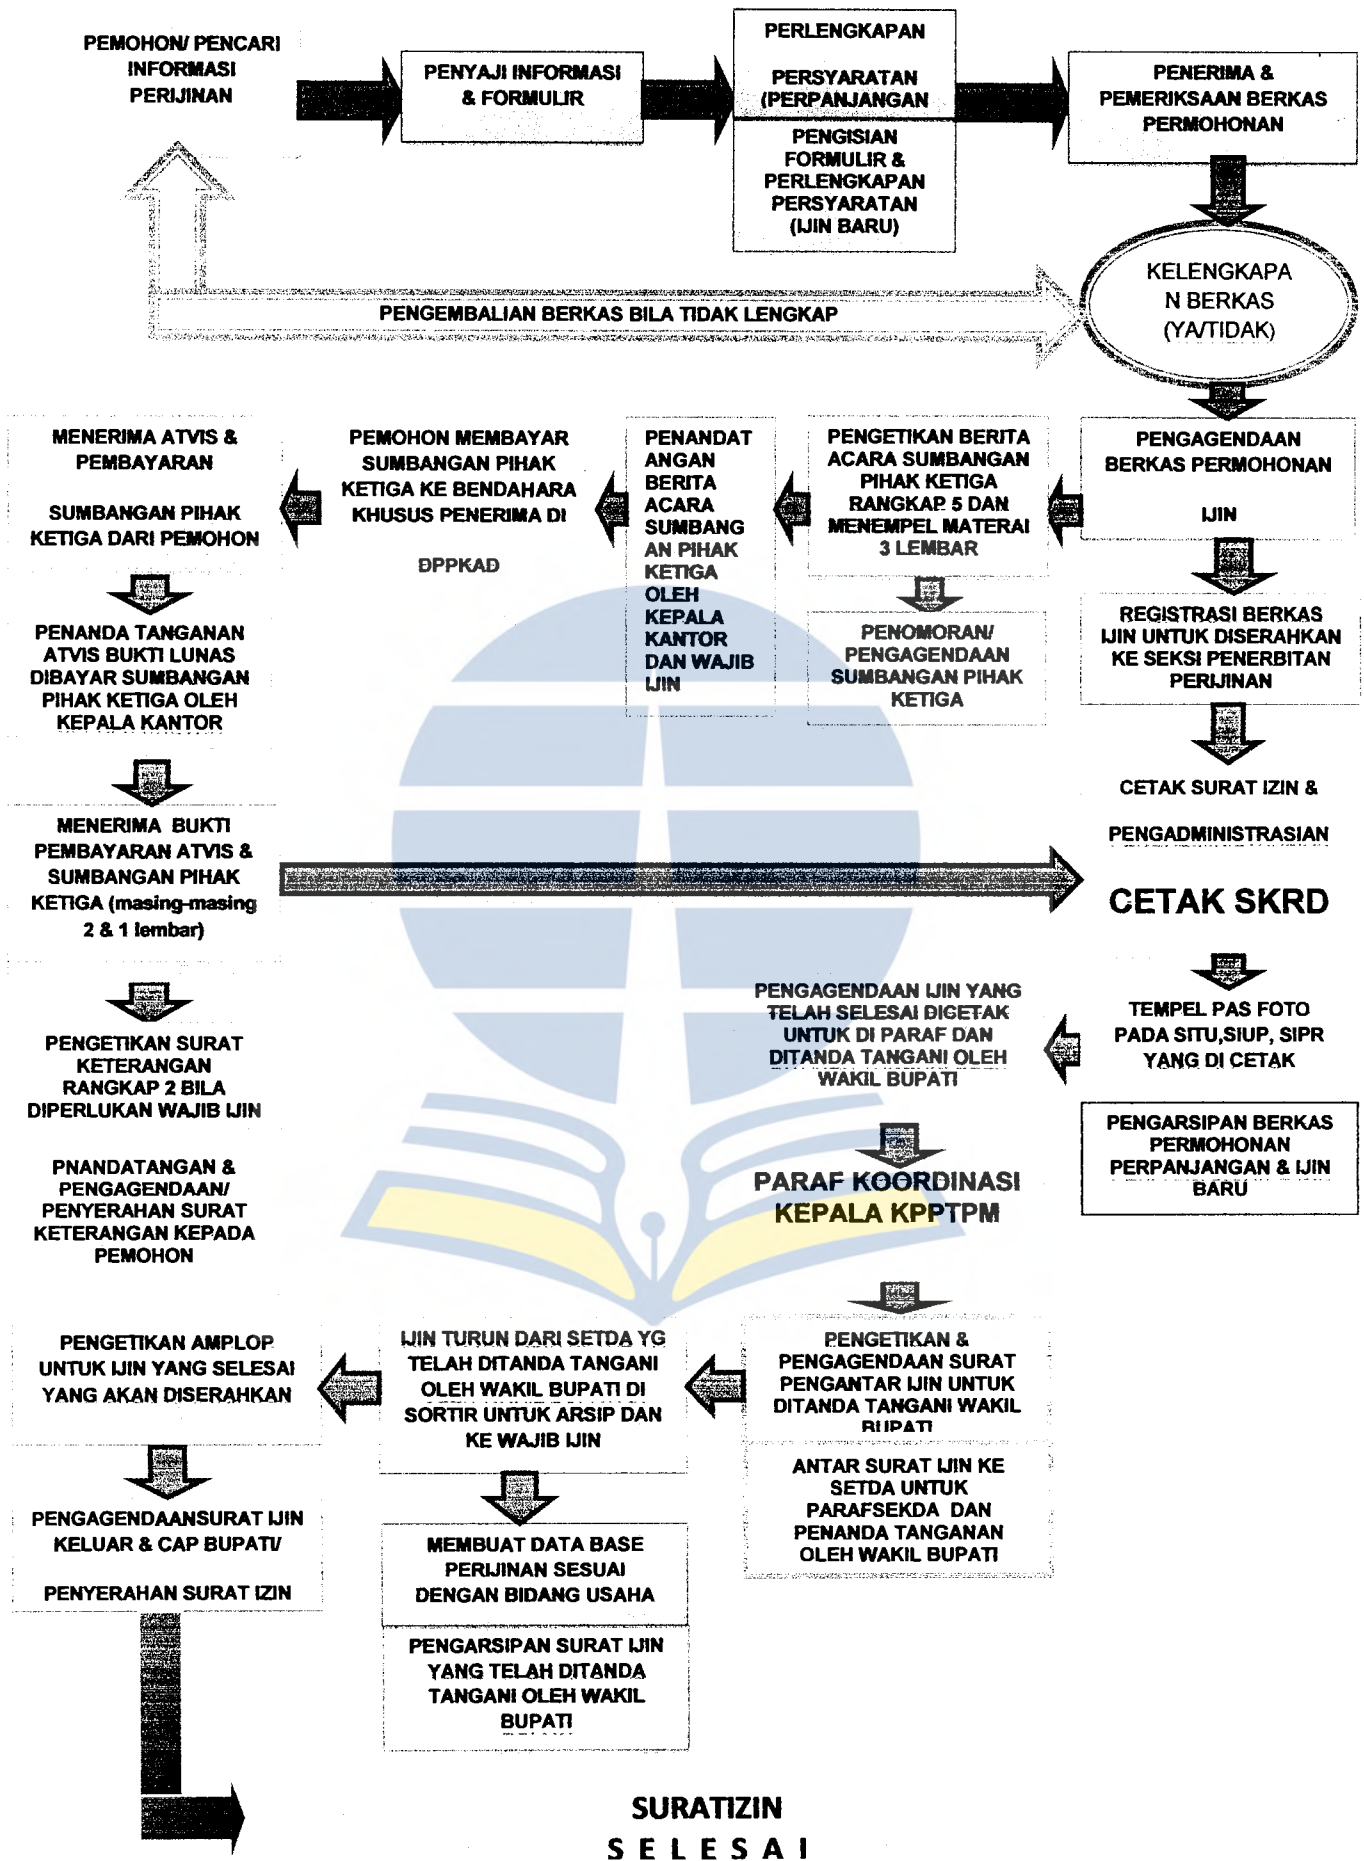 PEMOHON/ PENCARI
INFORMASI
PERIJINAN
PENYAJI INFORMASI
& FORMULIR
PERLENGKAPAN
PERSYARATAN
(PERPANJANGAN
PENGISIAN
FORMULIR &
PERLENGKAPAN
PERSYARATAN
(IJIN BARU)
PENERIMA &
PEMERIKSAAN BERKAS
PERMOHONAN
KELENGKAPA
N BERKAS
(YA/TIDAK)
PENGEMBALIAN BERKAS BILA TIDAK LENGKAP
PENGAGENDAAN
BERKAS PERMOHONAN
IJIN
PENGETIKAN BERITA
ACARA SUMBANGAN
PIHAK KETIGA
RANGKAP 5 DAN
MENEMPEL MATERAI
3 LEMBAR
PENANDAT
ANGAN
BERITA
ACARA
SUMBANG
AN PIHAK
KETIGA
OLEH
KEPALA
KANTOR
DAN WAJIB
IJIN
PEMOHON MEMBAYAR
SUMBANGAN PIHAK
KETIGA KE BENDAHARA
KHUSUS PENERIMA DI
DPPKAD
MENERIMA ATVIS &
PEMBAYARAN
SUMBANGAN PIHAK
KETIGA DARI PEMOHON
PENANDA TANGANAN
ATVIS BUKTI LUNAS
DIBAYAR SUMBANGAN
PIHAK KETIGA OLEH
KEPALA KANTOR
PENOMORAN/
PENGAGENDAAN
SUMBANGAN PIHAK
KETIGA
REGISTRASI BERKAS
IJIN UNTUK DISERAHKAN
KE SEKSI PENERBITAN
PERIJINAN
CETAK SURAT IZIN &
PENGADMINISTRASIAN
CETAK SKRD
MENERIMA BUKTI
PEMBAYARAN ATVIS &
SUMBANGAN PIHAK
KETIGA (masing-masing
2 & 1 lembar)
TEMPEL PAS FOTO
PADA SITU,SIUP, SIPR
YANG DI CETAK
PENGARSIPAN BERKAS
PERMOHONAN
PERPANJANGAN & IJIN
BARU
PENGAGENDAAN IJIN YANG
TELAH SELESAI DICETAK
UNTUK DI PARAF DAN
DITANDA TANGANI OLEH
WAKIL BUPATI
PARAF KOORDINASI
KEPALA KPPTPM
PENGETIKAN SURAT
KETERANGAN
RANGKAP 2 BILA
DIPERLUKAN WAJIB IJIN
PNANDATANGAN &
PENGAGENDAAN/
PENYERAHAN SURAT
KETERANGAN KEPADA
PEMOHON
PENGETIKAN &
PENGAGENDAAN SURAT
PENGANTAR IJIN UNTUK
DITANDA TANGANI WAKIL
BUPATI
ANTAR SURAT IJIN KE
SETDA UNTUK
PARAFSEKDA DAN
PENANDA TANGANAN
OLEH WAKIL BUPATI
IJIN TURUN DARI SETDA YG
TELAH DITANDA TANGANI
OLEH WAKIL BUPATI DI
SORTIR UNTUK ARSIP DAN
KE WAJIB IJIN
PENGETIKAN AMPLOP
UNTUK IJIN YANG SELESAI
YANG AKAN DISERAHKAN
PENGAGENDAANSURAT IJIN
KELUAR & CAP BUPATI/
PENYERAHAN SURAT IZIN
MEMBUAT DATA BASE
PERIJINAN SESUAI
DENGAN BIDANG USAHA
PENGARSIPAN SURAT IJIN
YANG TELAH DITANDA
TANGANI OLEH WAKIL
BUPATI
SURATIZIN
S E L E S A I